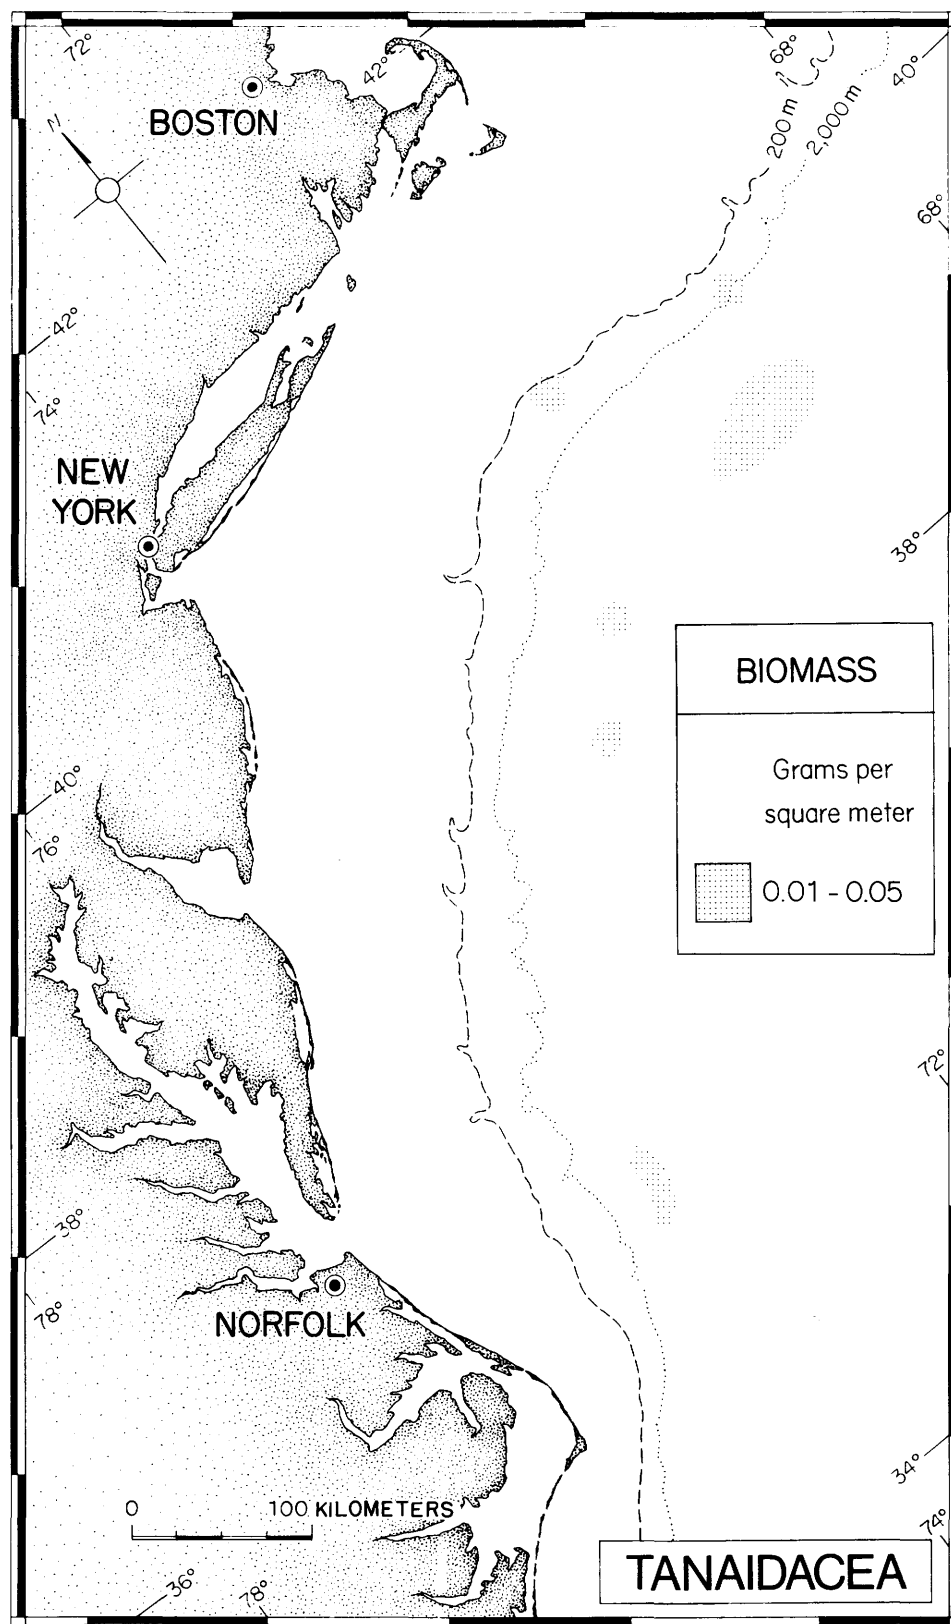 72°
42°
68°
40°
BOSTON
N
200 m
2,000 m
68°
42°
74°
NEW
YORK
38°
BIOMASS
Grams per
square meter
0.01 - 0.05
40°
76°
72°
38°
78°
NORFOLK
34°
0 100 KILOMETERS
74°
TANAIDACEA
36°
78°